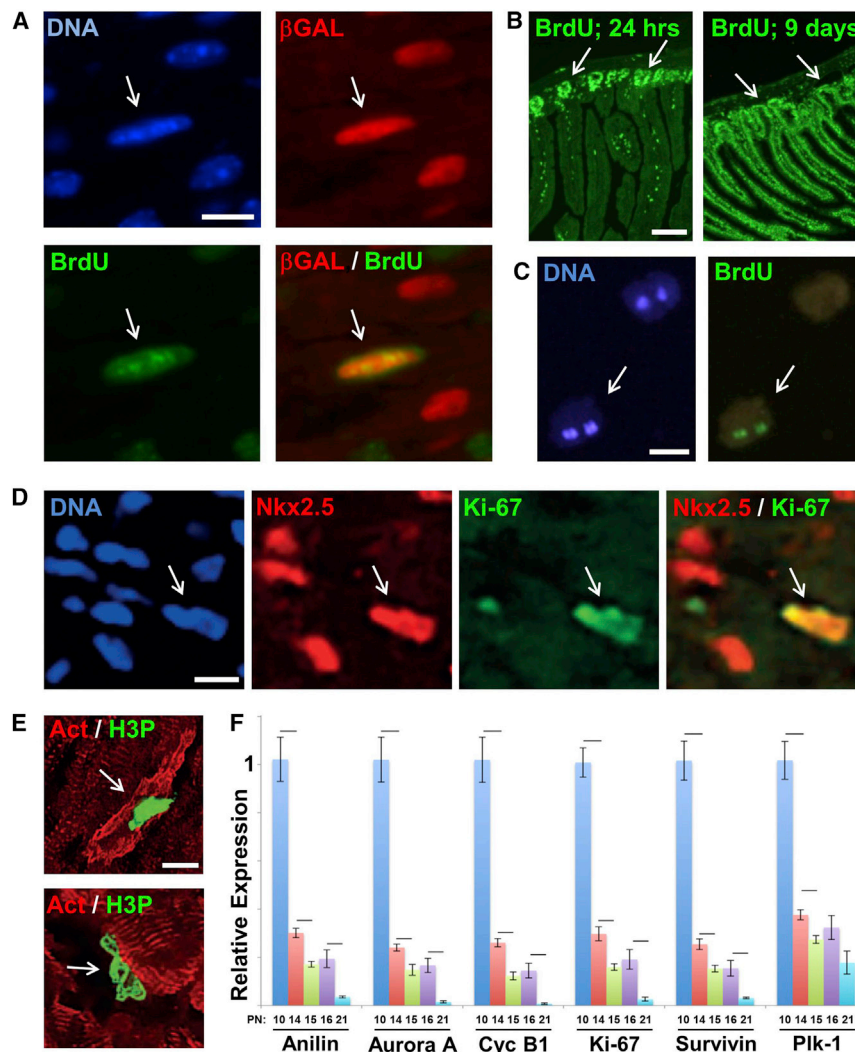 A
DNA
βGAL
BrdU
βGAL / BrdU
B
BrdU; 24 hrs
BrdU; 9 days
C
DNA
BrdU
D
DNA
Nkx2.5
Ki-67
Nkx2.5 / Ki-67
E
Act / H3P
Act / H3P
F
Relative Expression
1
PN: 10 14 15 16 21 10 14 15 16 21 10 14 15 16 21 10 14 15 16 21 10 14 15 16 21 10 14 15 16 21
Anilin Aurora A Cyc B1 Ki-67 Survivin Plk-1